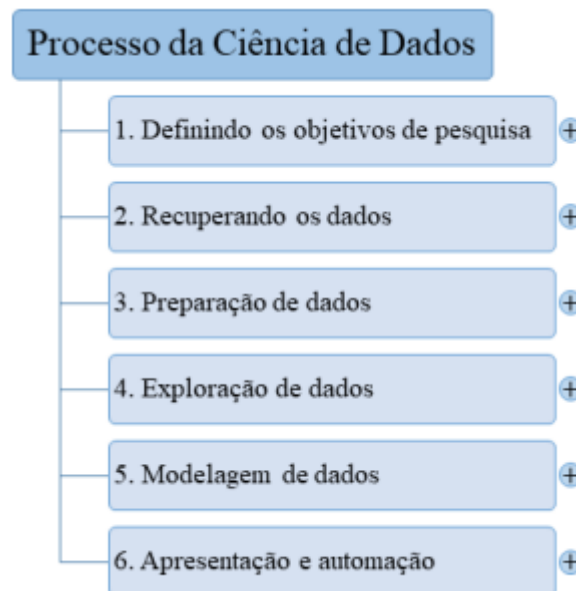 Processo da Ciência de Dados
1. Definindo os objetivos de pesquisa
2. Recuperando os dados
3. Preparação de dados
4. Exploração de dados
5. Modelagem de dados
6. Apresentação e automação